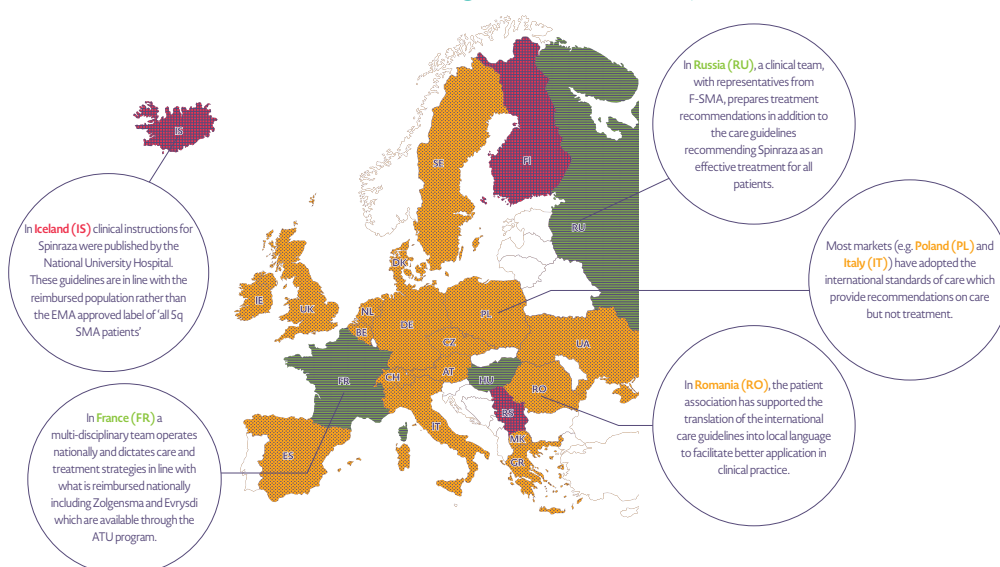 In Russia (RU), a clinical team,
with representatives from
F-SMA, prepares treatment
recommendations in addition to
the care guidelines
recommending Spinraza as an
effective treatment for all
patients.
IS
In Iceland (IS) clinical instructions for
Spinraza were published by the
National University Hospital.
These guidelines are in line with the
reimbursed population rather than
the EMA approved label of 'all 5q
SMA patients'
Most markets (e.g. Poland (PL) and
Italy (IT)) have adopted the
international standards of care which
provide recommendations on care
but not treatment.
In Romania (RO), the patient
association has supported the
translation of the international
care guidelines into local language
to facilitate better application in
clinical practice.
In France (FR) a
multi-disciplinary team operates
nationally and dictates care and
treatment strategies in line with
what is reimbursed nationally
including Zolgensma and Evrysdi
which are available through the
ATU program.
SE
FI
RU
DK
IE
UK
NL
BE
DE
PL
CZ
UA
FR
CH
AT
HU
RO
IT
RS
MK
GR
ES